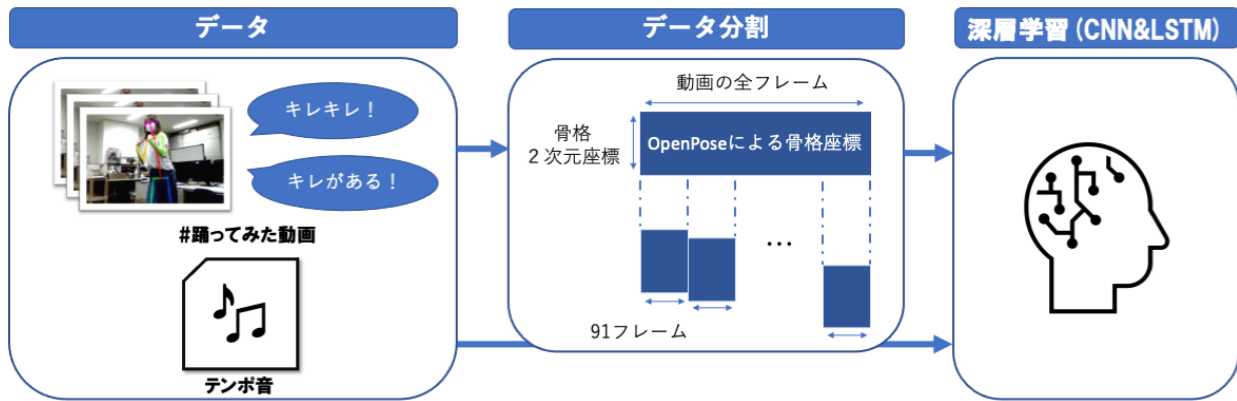 データ
キレキレ！
キレがある！
#踊ってみた動画
テンポ音
データ分割
動画の全フレーム
骨格
２次元座標
OpenPoseによる骨格座標
…
91フレーム
深層学習(CNN&LSTM)